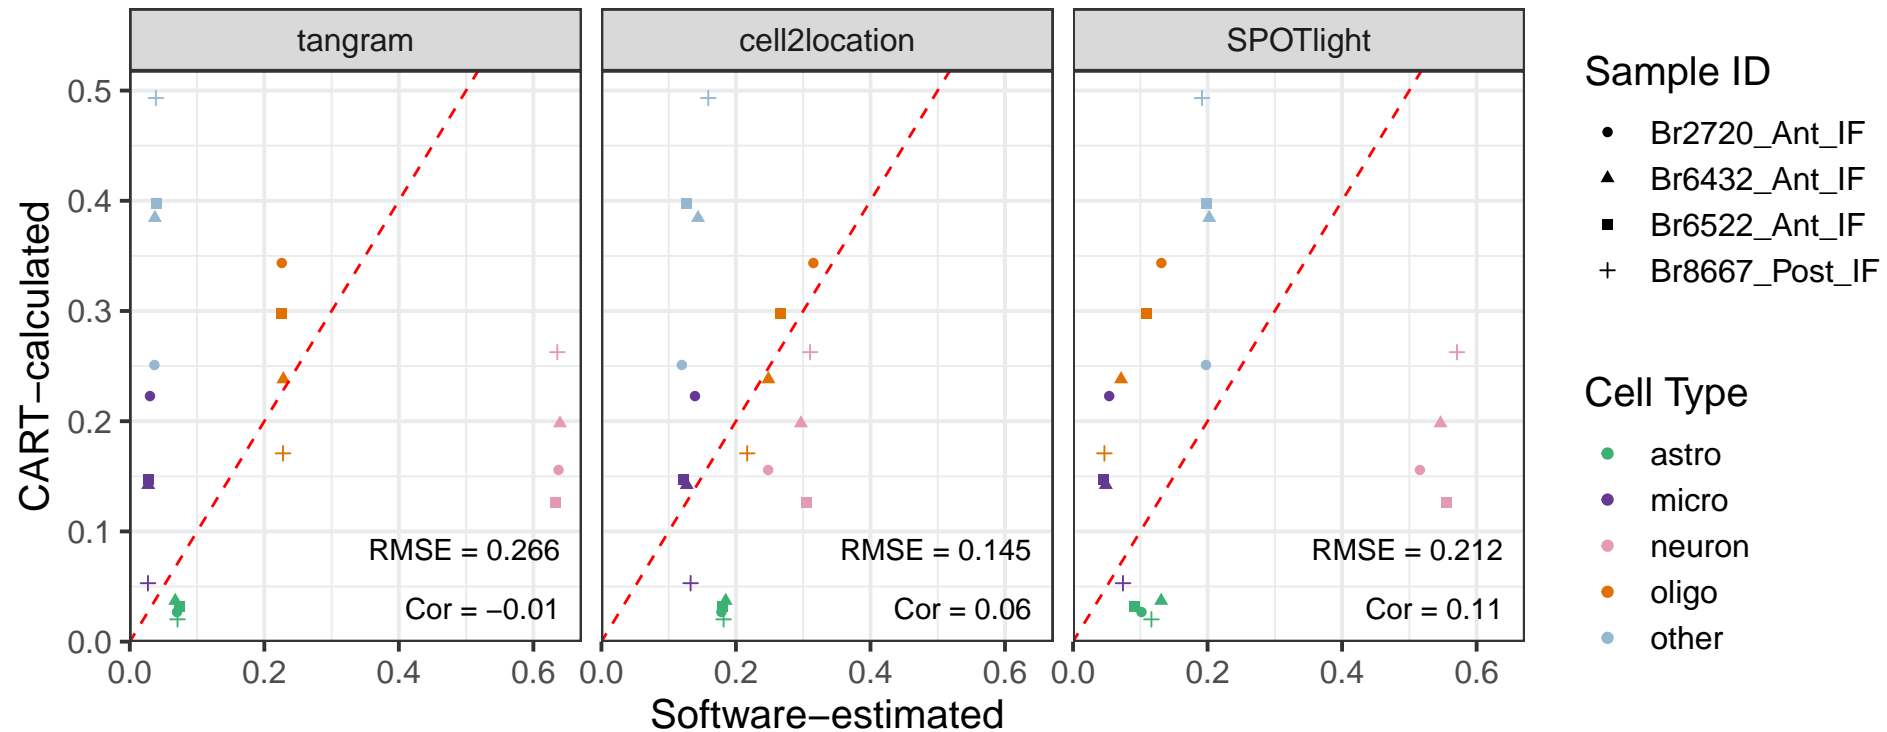 tangram
cell2location
SPOTlight
CART−calculated
0.5
0.4
0.3
0.2
0.1
0.0
RMSE = 0.266
Cor = −0.01
RMSE = 0.145
Cor = 0.06
RMSE = 0.212
Cor = 0.11
0.0 0.2 0.4 0.6
0.0 0.2 0.4 0.6
0.0 0.2 0.4 0.6
Software−estimated
Sample ID
Br2720_Ant_IF
Br6432_Ant_IF
Br6522_Ant_IF
Br8667_Post_IF
Cell Type
astro
micro
neuron
oligo
other